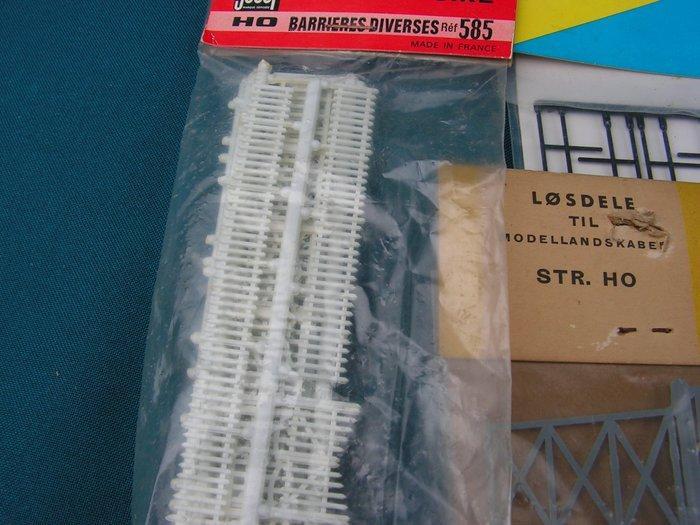 HO BARRIERES DIVERSES Réf 585
MADE IN FRANCE
LØSDELE
TIL
MODELLANDSKABER
STR. HO